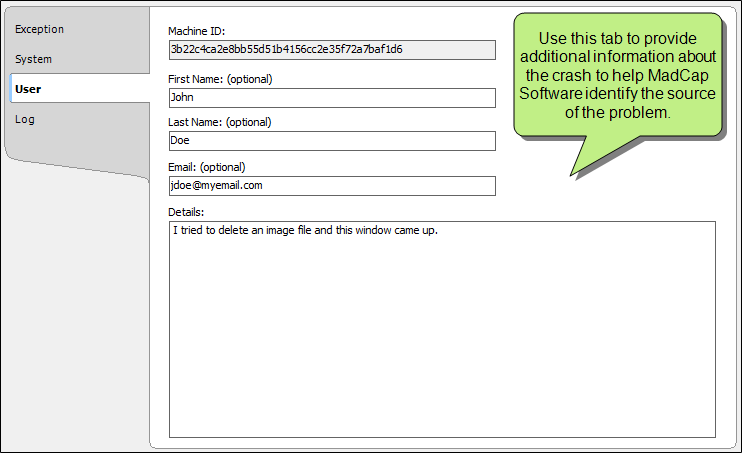 Exception
System
User
Log
Machine ID:
3b22c4ca2e8bb55d51b4156cc2e35f72a7baf1d6
First Name: (optional)
John
Last Name: (optional)
Doe
Email: (optional)
jdoe@myemail.com
Details:
I tried to delete an image file and this window came up.
Use this tab to provide
additional information about
the crash to help MadCap
Software identify the source
of the problem.